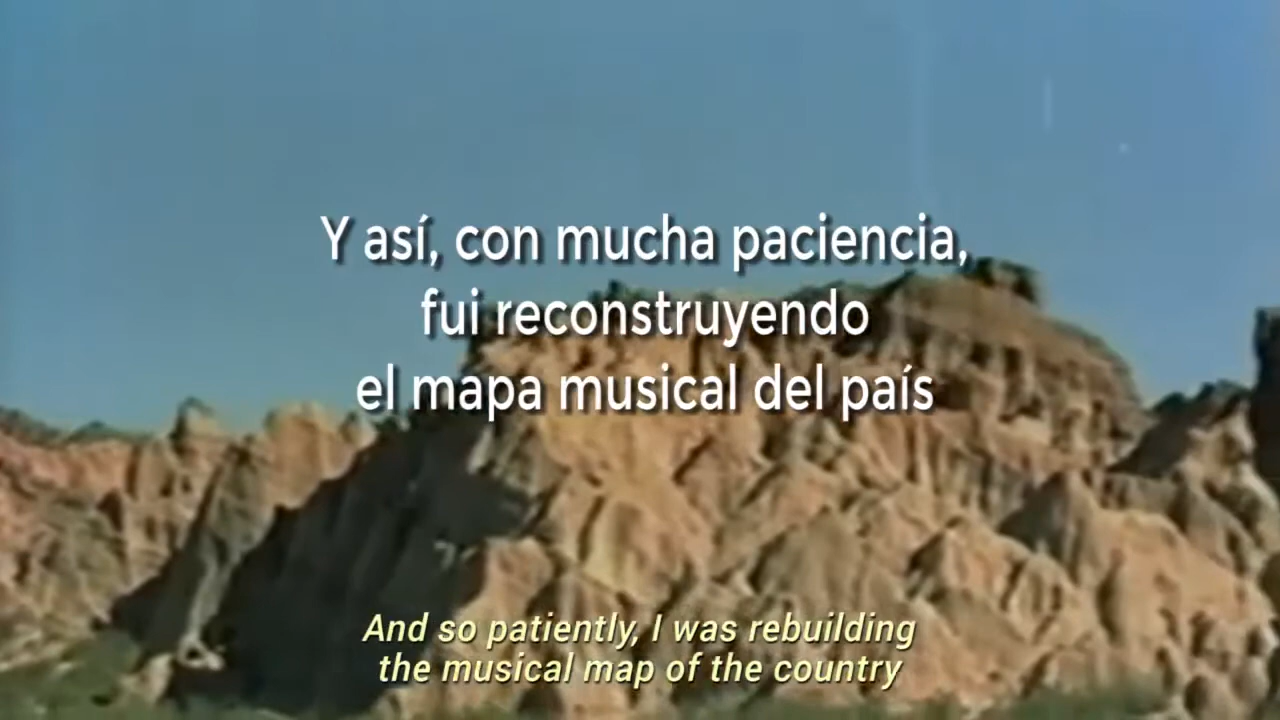 Y así, con mucha paciencia,
fui reconstruyendo
el mapa musical del país
And so patiently, I was rebuilding
the musical map of the country